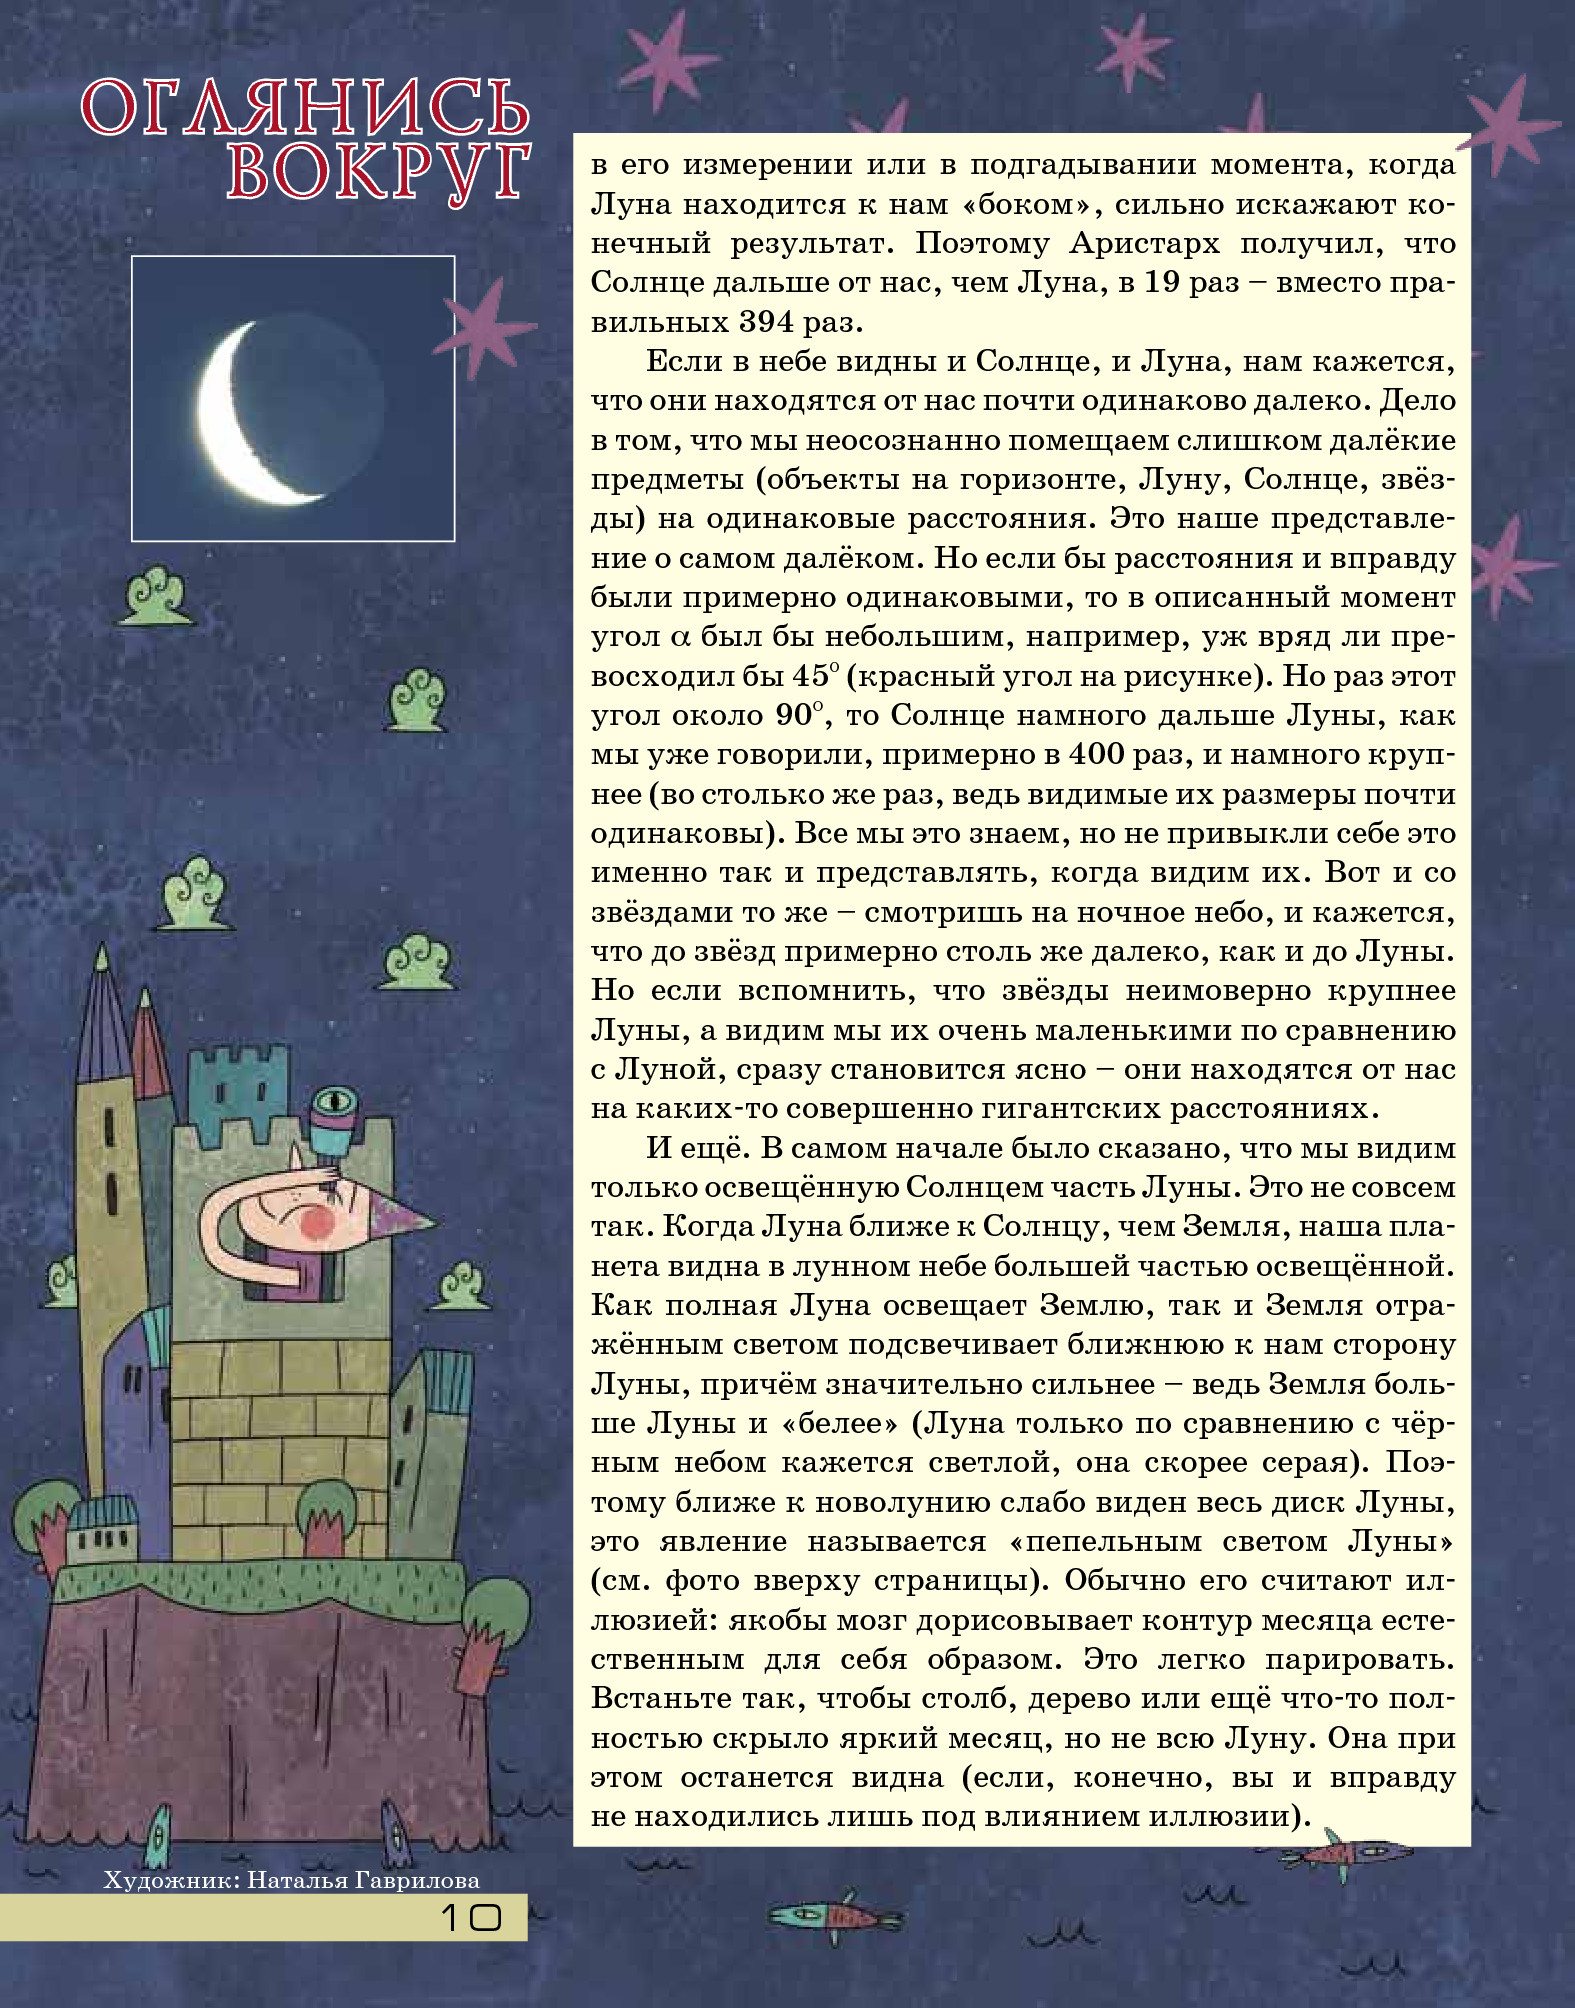 ОГЛЯНИСЬ
ВОКРУГ
в его измерении или в подгадывании момента, когда
Луна находится к нам «боком», сильно искажают ко-
нечный результат. Поэтому Аристарх получил, что
Солнце дальше от нас, чем Луна, в 19 раз – вместо пра-
вильных 394 раз.
Если в небе видны и Солнце, и Луна, нам кажется,
что они находятся от нас почти одинаково далеко. Дело
в том, что мы неосознанно помещаем слишком далёкие
предметы (объекты на горизонте, Луну, Солнце, звёз-
ды) на одинаковые расстояния. Это наше представле-
ние о самом далёком. Но если бы расстояния и вправду
были примерно одинаковыми, то в описанный момент
угол α был бы небольшим, например, уж вряд ли пре-
восходил бы 45° (красный угол на рисунке). Но раз этот
угол около 90°, то Солнце намного дальше Луны, как
мы уже говорили, примерно в 400 раз, и намного круп-
нее (во столько же раз, ведь видимые их размеры почти
одинаковы). Все мы это знаем, но не привыкли себе это
именно так и представлять, когда видим их. Вот и со
звёздами то же – смотришь на ночное небо, и кажется,
что до звёзд примерно столь же далеко, как и до Луны.
Но если вспомнить, что звёзды неимоверно крупнее
Луны, а видим мы их очень маленькими по сравнению
с Луной, сразу становится ясно – они находятся от нас
на каких-то совершенно гигантских расстояниях.
И ещё. В самом начале было сказано, что мы видим
только освещённую Солнцем часть Луны. Это не совсем
так. Когда Луна ближе к Солнцу, чем Земля, наша пла-
нета видна в лунном небе большей частью освещённой.
Как полная Луна освещает Землю, так и Земля отра-
жённым светом подсвечивает ближнюю к нам сторону
Луны, причём значительно сильнее – ведь Земля боль-
ше Луны и «белее» (Луна только по сравнению с чёр-
ным небом кажется светлой, она скорее серая). Поэ-
тому ближе к новолунию слабо виден весь диск Луны,
это явление называется «пепельным светом Луны»
(см. фото вверху страницы). Обычно его считают ил-
люзией: якобы мозг дорисовывает контур месяца есте-
ственным для себя образом. Это легко парировать.
Встаньте так, чтобы столб, дерево или ещё что-то пол-
ностью скрыло яркий месяц, но не всю Луну. Она при
этом останется видна (если, конечно, вы и вправду
не находились лишь под влиянием иллюзии).
Художник: Наталья Гаврилова
10